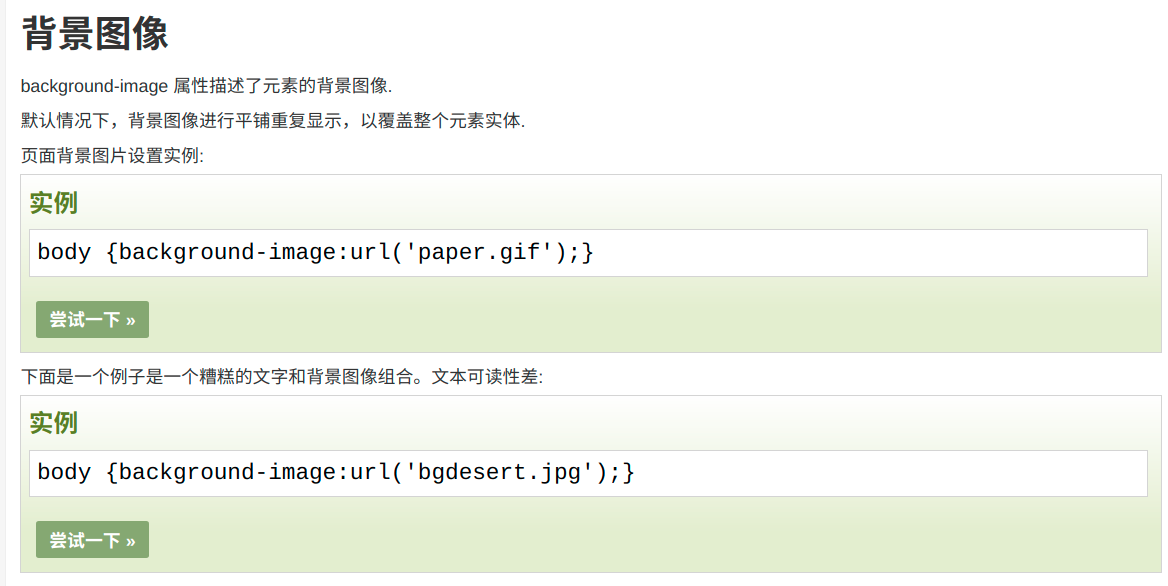 背景图像
background-image 属性描述了元素的背景图像.
默认情况下，背景图像进行平铺重复显示，以覆盖整个元素实体.
页面背景图片设置实例:
实例
body {background-image:url('paper.gif');}
尝试一下 »
下面是一个例子是一个糟糕的文字和背景图像组合。文本可读性差:
实例
body {background-image:url('bgdesert.jpg');}
尝试一下 »